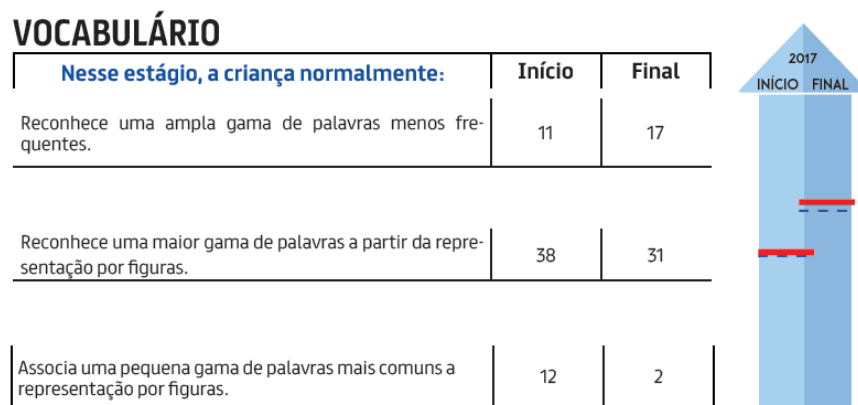 VOCABULÁRIO
Nesse estágio, a criança normalmente: Início Final
2017
INÍCIO FINAL
Reconhece uma ampla gama de palavras menos fre-
quentes.
11 17
Reconhece uma maior gama de palavras a partir da repre-
sentação por figuras.
38 31
Associa uma pequena gama de palavras mais comuns a
representação por figuras.
12 2